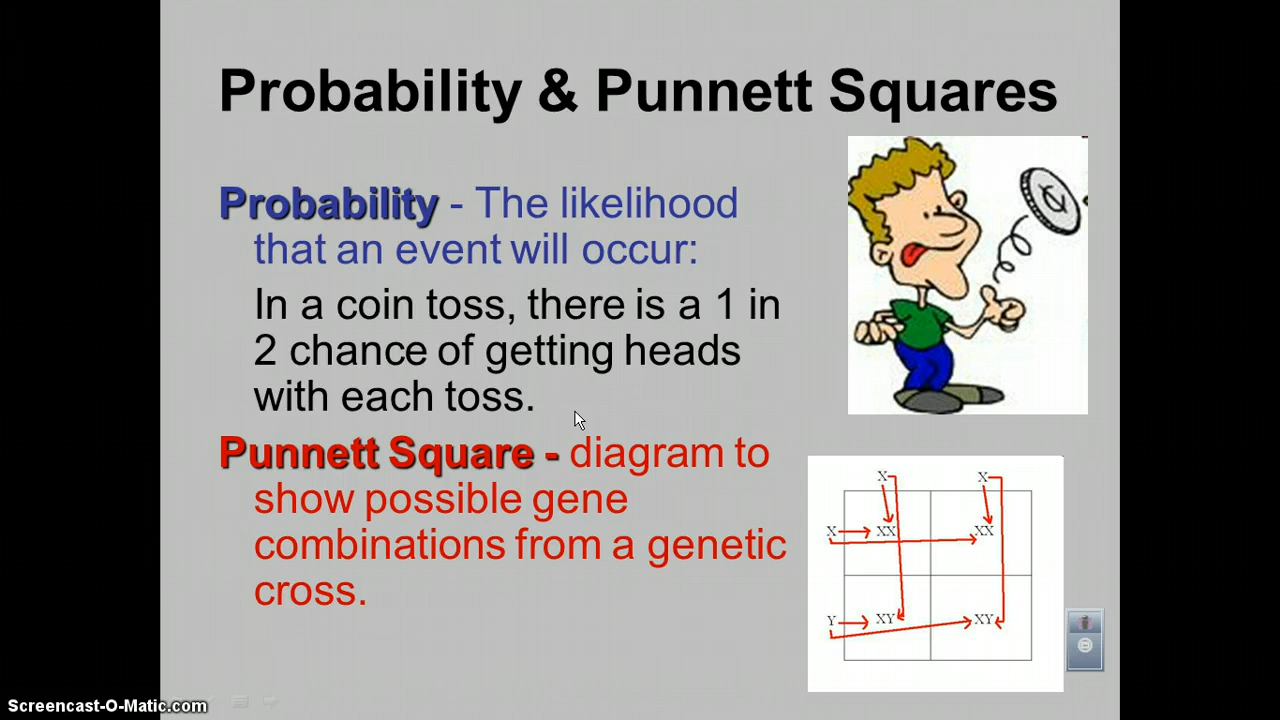 Probability & Punnett Squares
Probability - The likelihood
that an event will occur:
In a coin toss, there is a 1 in
2 chance of getting heads
with each toss.
Punnett Square - diagram to
show possible gene
combinations from a genetic
cross.
X X
X XX XX
Y XY XY
Screencast-O-Matic.com